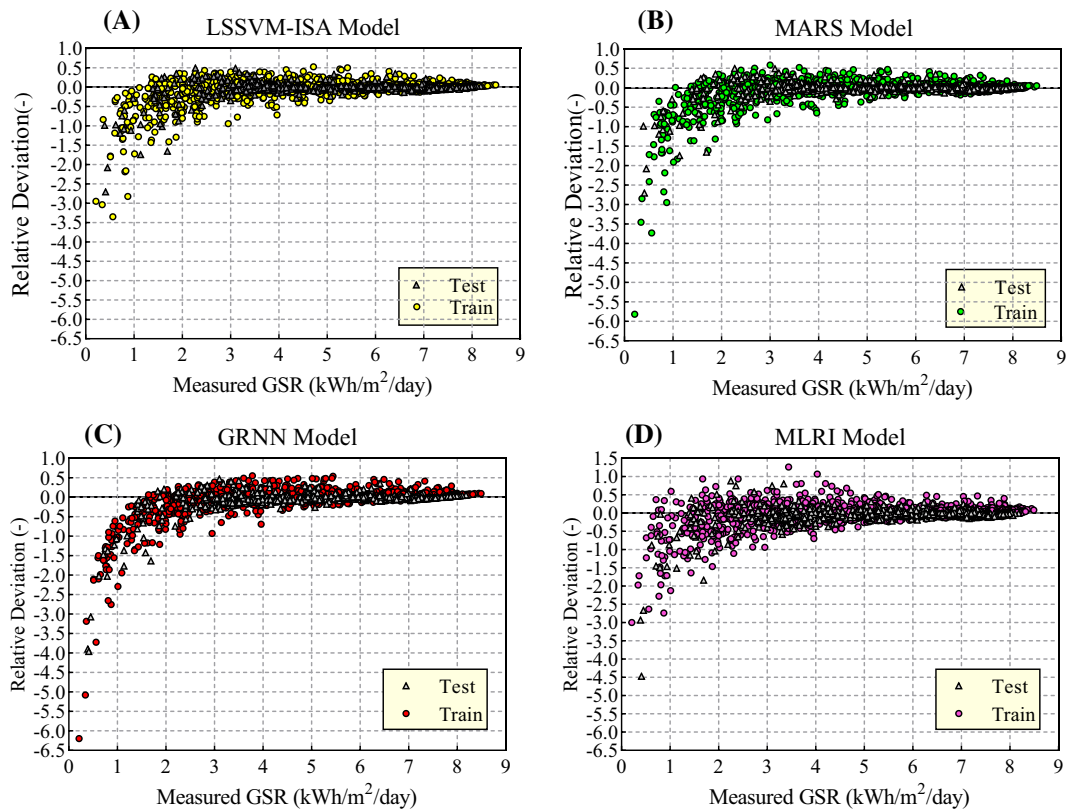 (A)
LSSVM-ISA Model
1.0
0.5
0.0
-0.5
-1.0
-1.5
-2.0
-2.5
-3.0
-3.5
-4.0
-4.5
-5.0
-5.5
-6.0
-6.5
Relative Deviation(-)
Test
Train
0 1 2 3 4 5 6 7 8 9
Measured GSR (kWh/m²/day)
(B)
MARS Model
1.0
0.5
0.0
-0.5
-1.0
-1.5
-2.0
-2.5
-3.0
-3.5
-4.0
-4.5
-5.0
-5.5
-6.0
-6.5
Relative Deviation(-)
Test
Train
0 1 2 3 4 5 6 7 8 9
Measured GSR (kWh/m²/day)
(C)
GRNN Model
1.0
0.5
0.0
-0.5
-1.0
-1.5
-2.0
-2.5
-3.0
-3.5
-4.0
-4.5
-5.0
-5.5
-6.0
-6.5
Relative Deviation (-)
Test
Train
0 1 2 3 4 5 6 7 8 9
Measured GSR (kWh/m²/day)
(D)
MLRI Model
1.5
1.0
0.5
0.0
-0.5
-1.0
-1.5
-2.0
-2.5
-3.0
-3.5
-4.0
-4.5
-5.0
-5.5
-6.0
-6.5
Relative Deviation (-)
Test
Train
0 1 2 3 4 5 6 7 8 9
Measured GSR (kWh/m²/day)